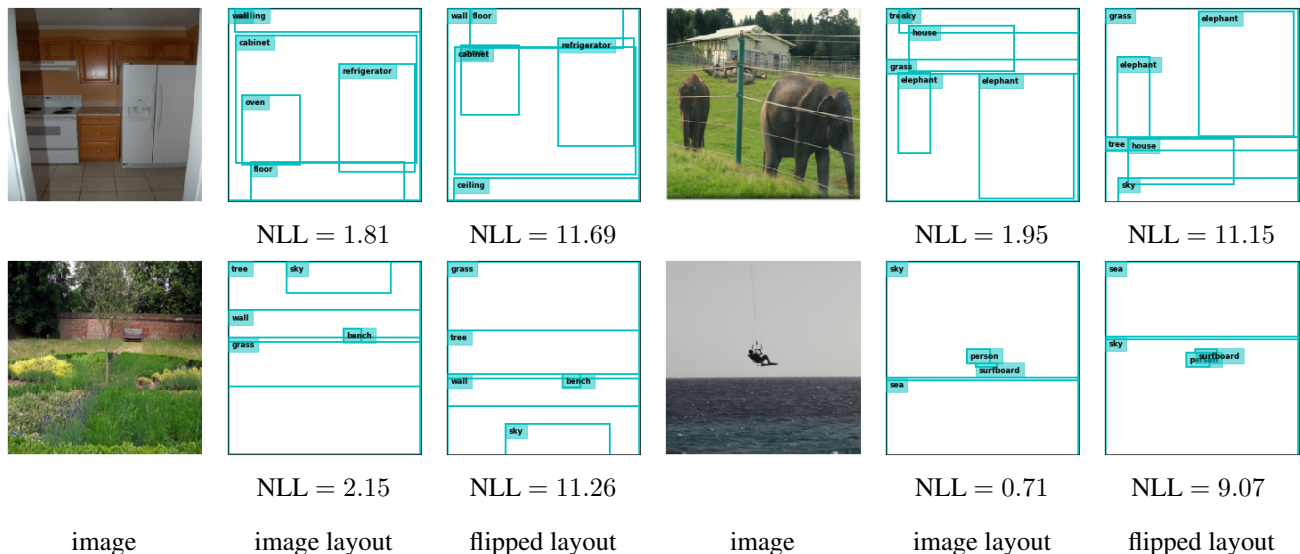 wall
cabinet
refrigerator
oven
floor
wall floor
refrigerator
cabinet
ceiling
tree sky
house
grass
elephant elephant
grass
elephant
elephant
tree house
sky
NLL = 1.81 NLL = 11.69 NLL = 1.95 NLL = 11.15
tree sky
wall
bench
grass
grass
tree
wall bench
sky
sky
person
surfboard
sea
sea
sky
surfboard
person
NLL = 2.15 NLL = 11.26 NLL = 0.71 NLL = 9.07
image image layout flipped layout image image layout flipped layout